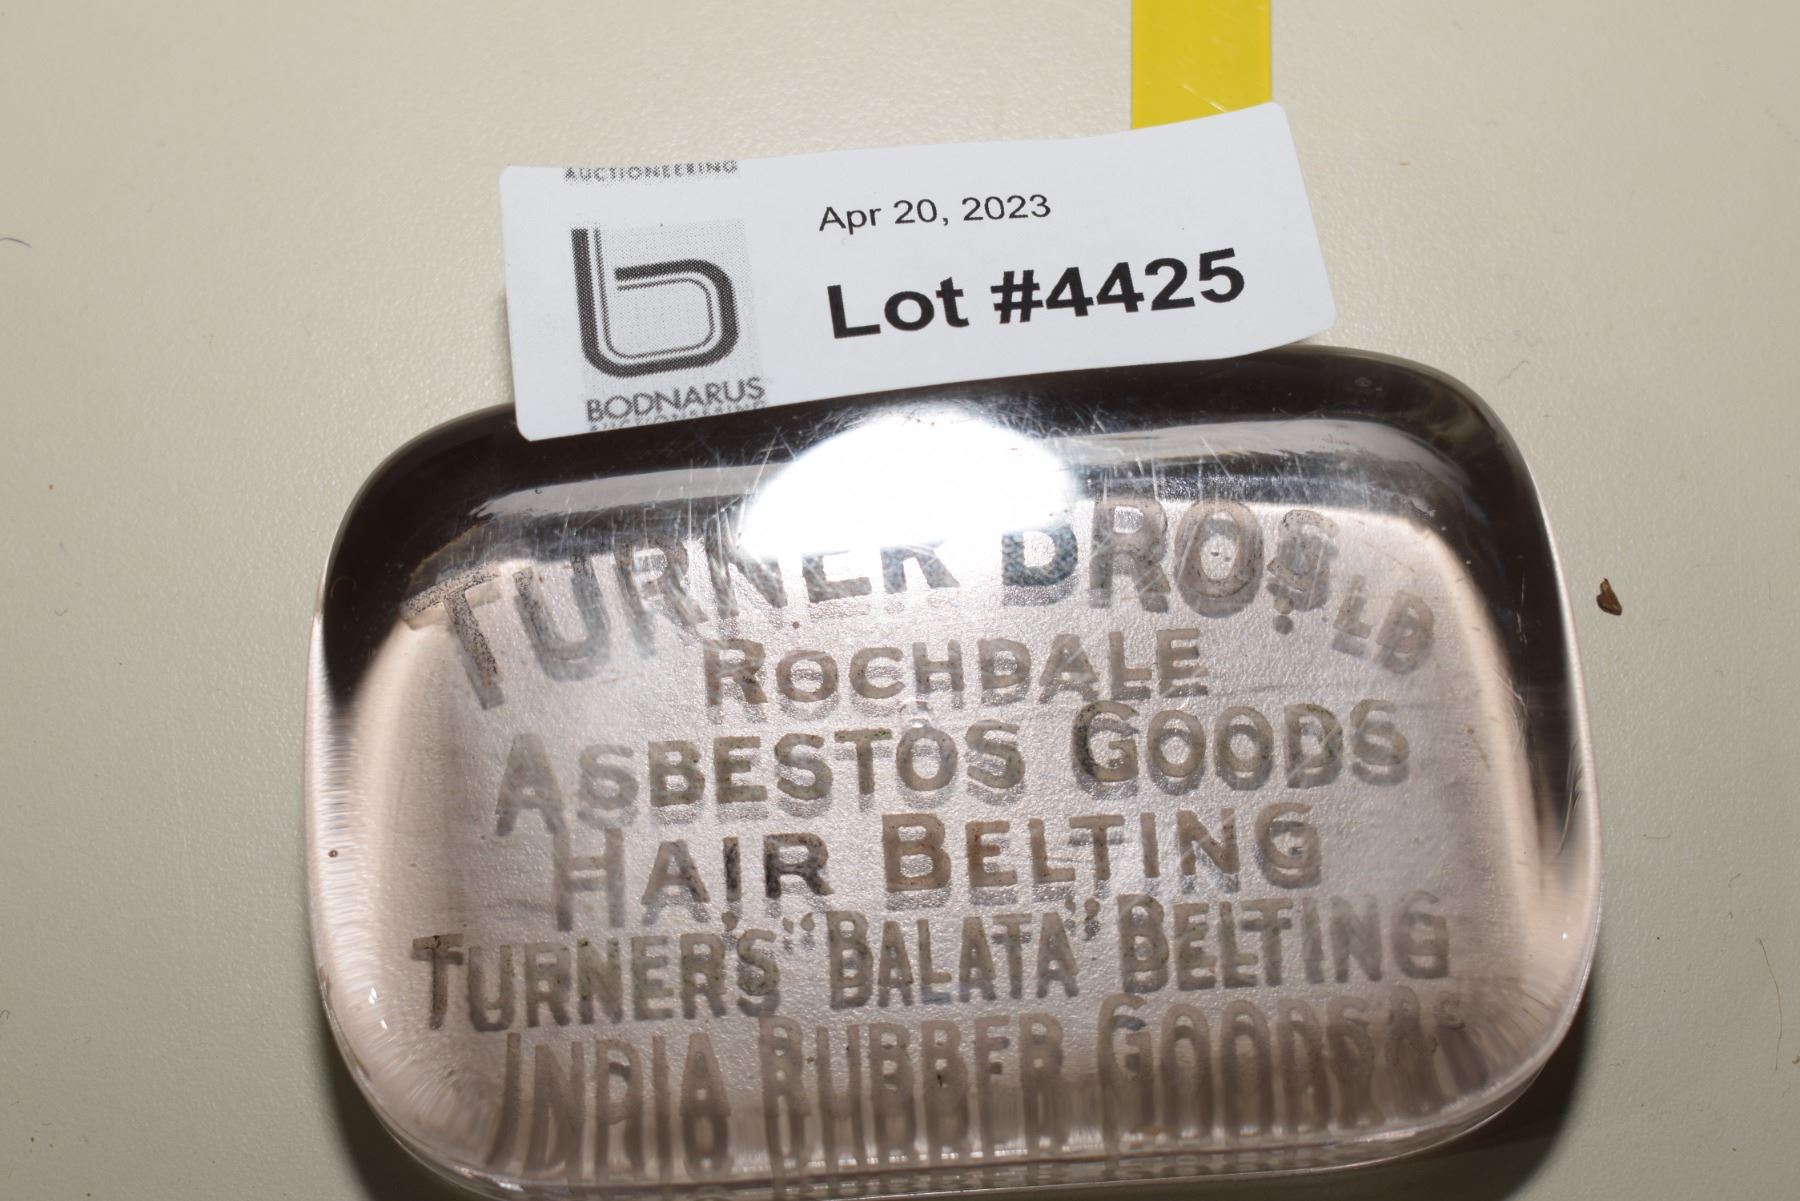 AUCTIONEERING
Apr 20, 2023
Lot #4425
BODNARUS
AUCTIONEERING
TURNER BROS. LD
ROCHDALE
ASBESTOS GOODS
HAIR BELTING
TURNER'S "BALATA" BELTING
INDIA RUBBER GOODS &c